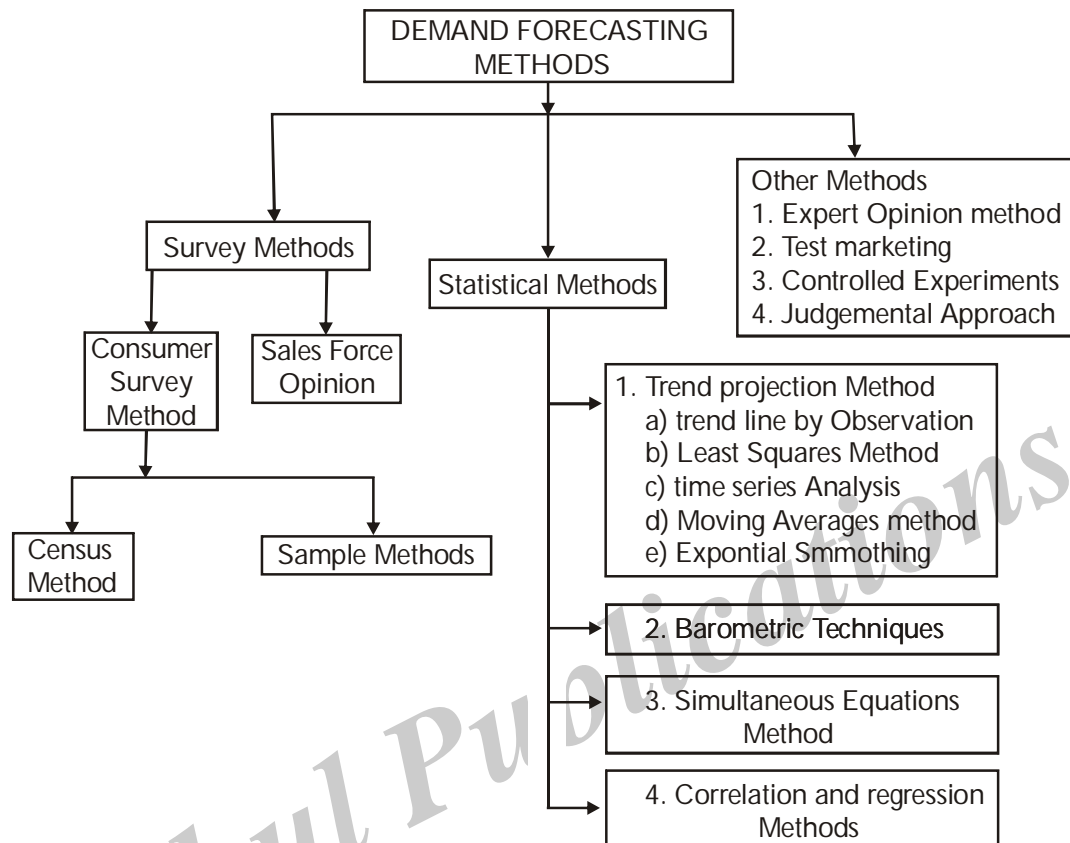 DEMAND FORECASTING
METHODS
Other Methods
1. Expert Opinion method
2. Test marketing
3. Controlled Experiments
4. Judgemental Approach
Survey Methods
Statistical Methods
Consumer
Survey
Method
Sales Force
Opinion
1. Trend projection Method
a) trend line by Observation
b) Least Squares Method
c) time series Analysis
d) Moving Averages method
e) Expontial Smmothing
Census
Method
Sample Methods
2. Barometric Techniques
3. Simultaneous Equations
Method
4. Correlation and regression
Methods
Publications